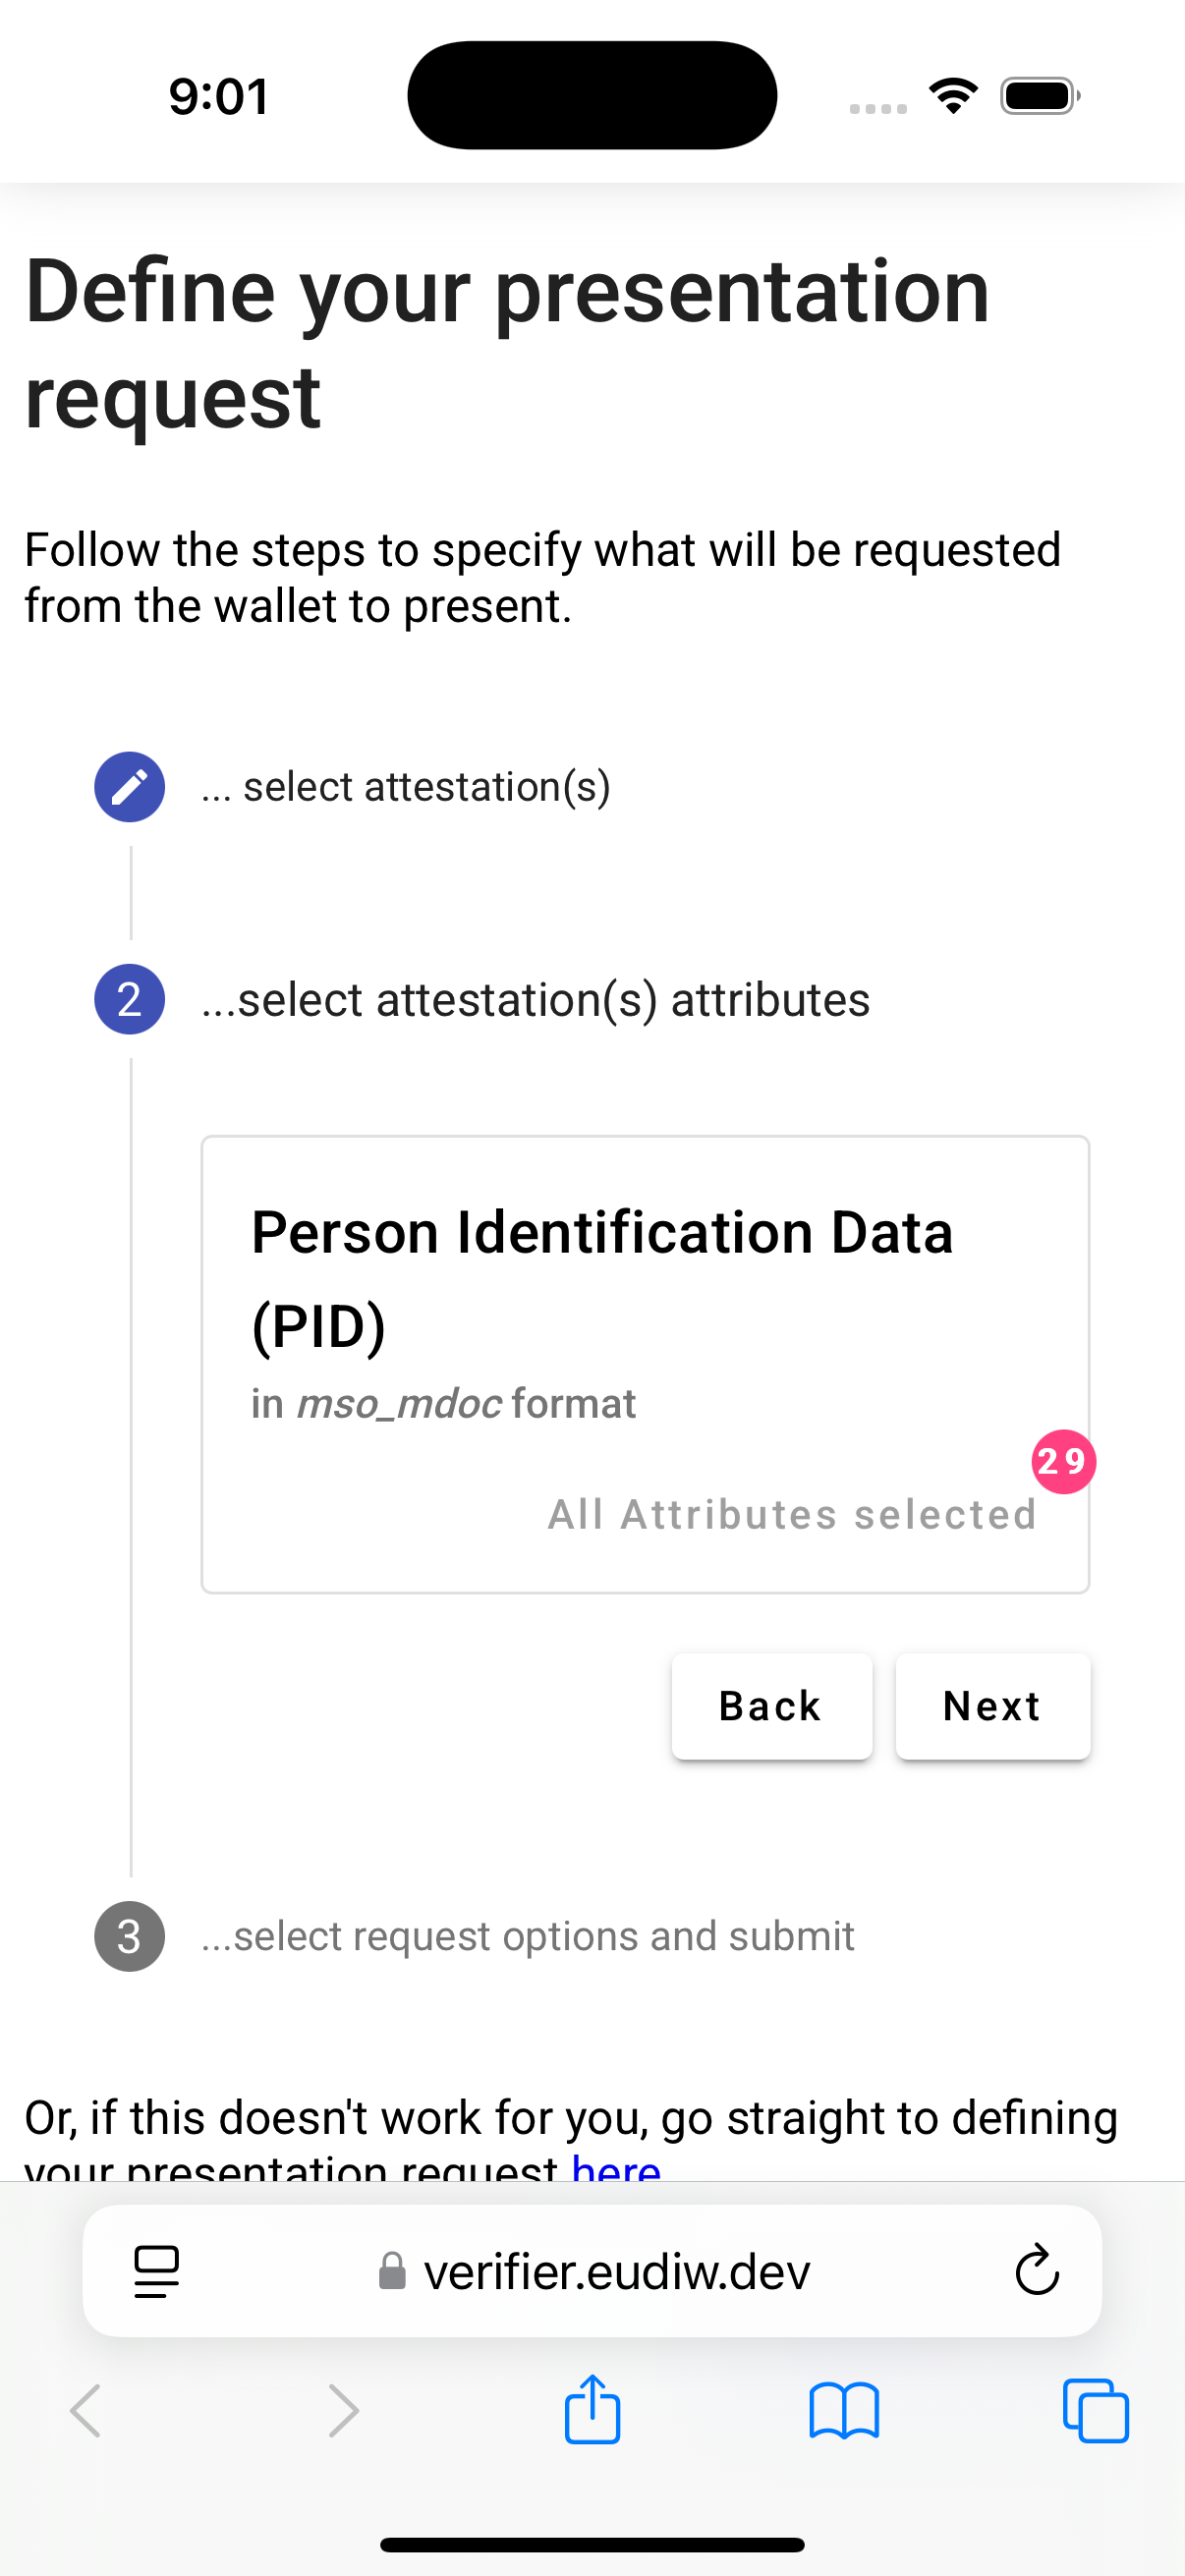 9:01
Define your presentation
request
Follow the steps to specify what will be requested
from the wallet to present.
... select attestation(s)
2 ...select attestation(s) attributes
Person Identification Data
(PID)
in mso_mdoc format
29
All Attributes selected
Back Next
3 ...select request options and submit
Or, if this doesn't work for you, go straight to defining
your presentation request here
verifier.eudiw.dev